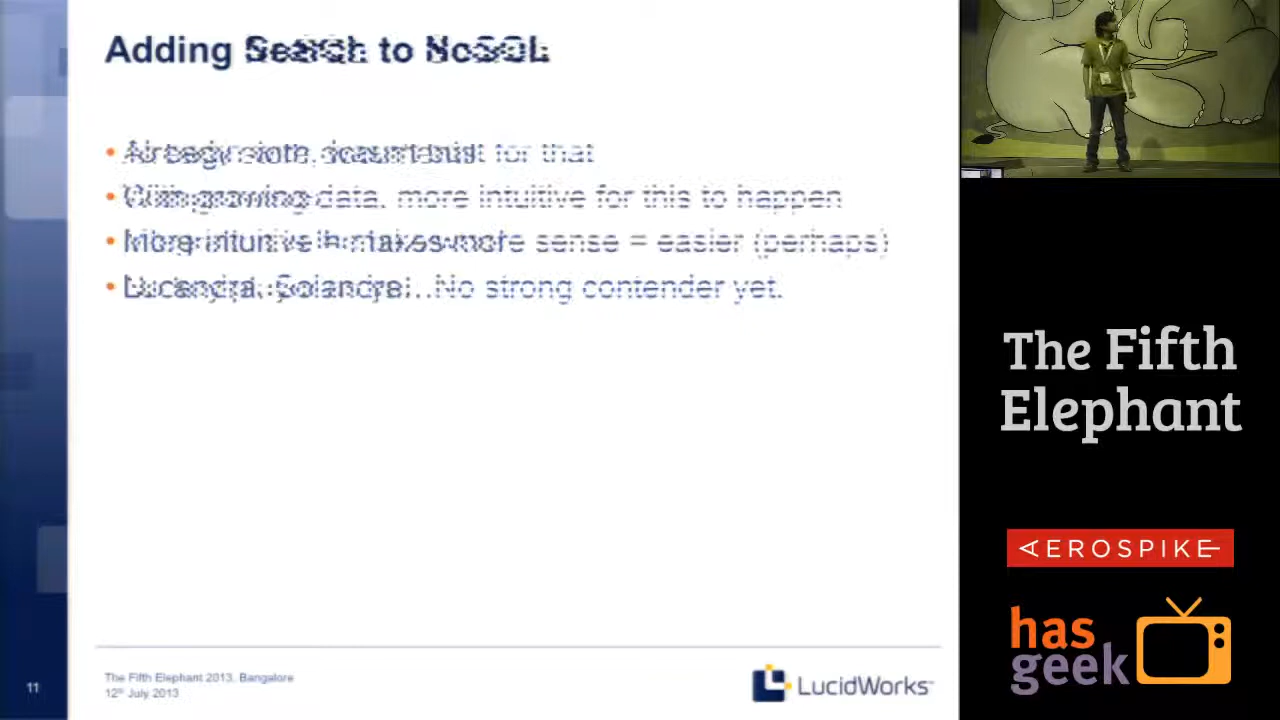 Adding Search to NoSQL
for that
growing data, more intuitive for this to happen
More intuitive makes more sense = easier (perhaps)
Lucandra, Solandra... No strong contender yet.
The Fifth Elephant 2013, Bangalore
12th July 2013
11
LucidWorks
The Fifth
Elephant
AEROSPIKE
has
geek